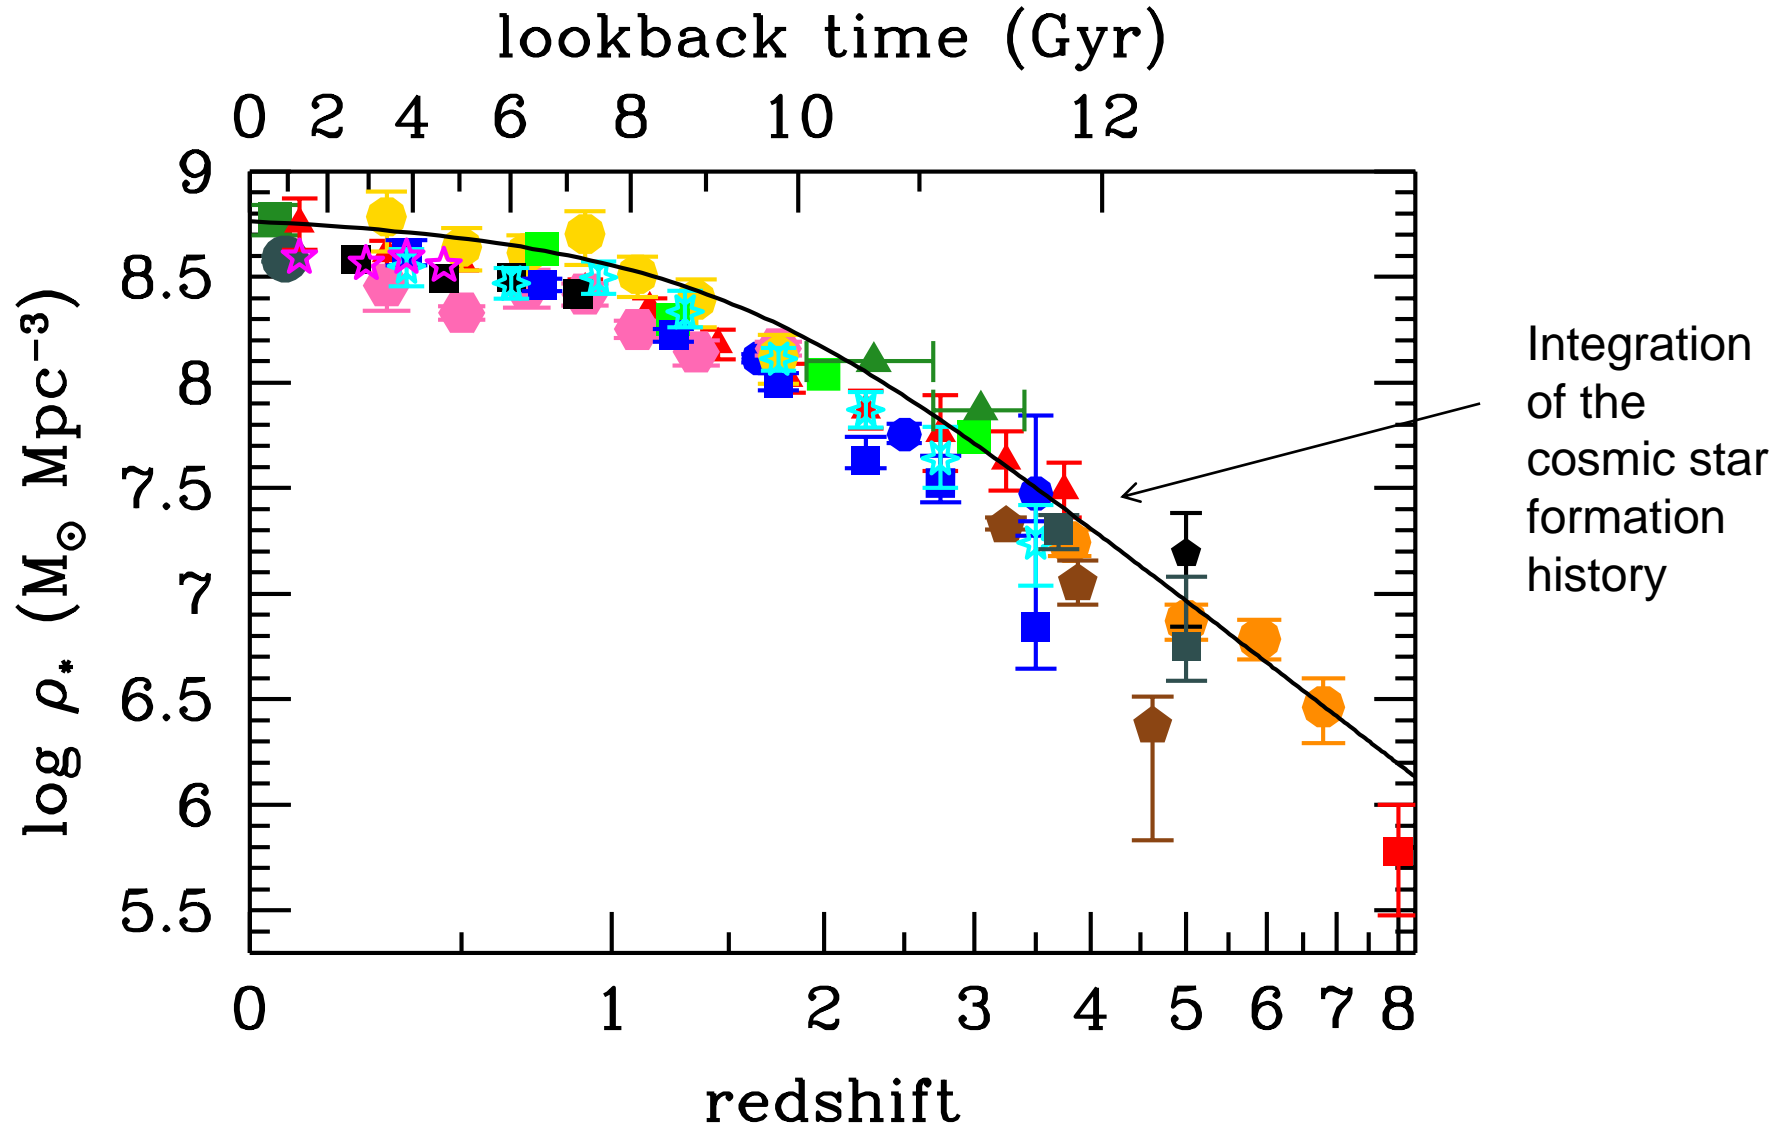 lookback time (Gyr)
0 2 4 6 8 10 12
9
8.5
8
7.5
7
6.5
6
5.5
log ρ* (M⊙ Mpc⁻³)
0 1 2 3 4 5 6 7 8
redshift
Integration
of the
cosmic star
formation
history